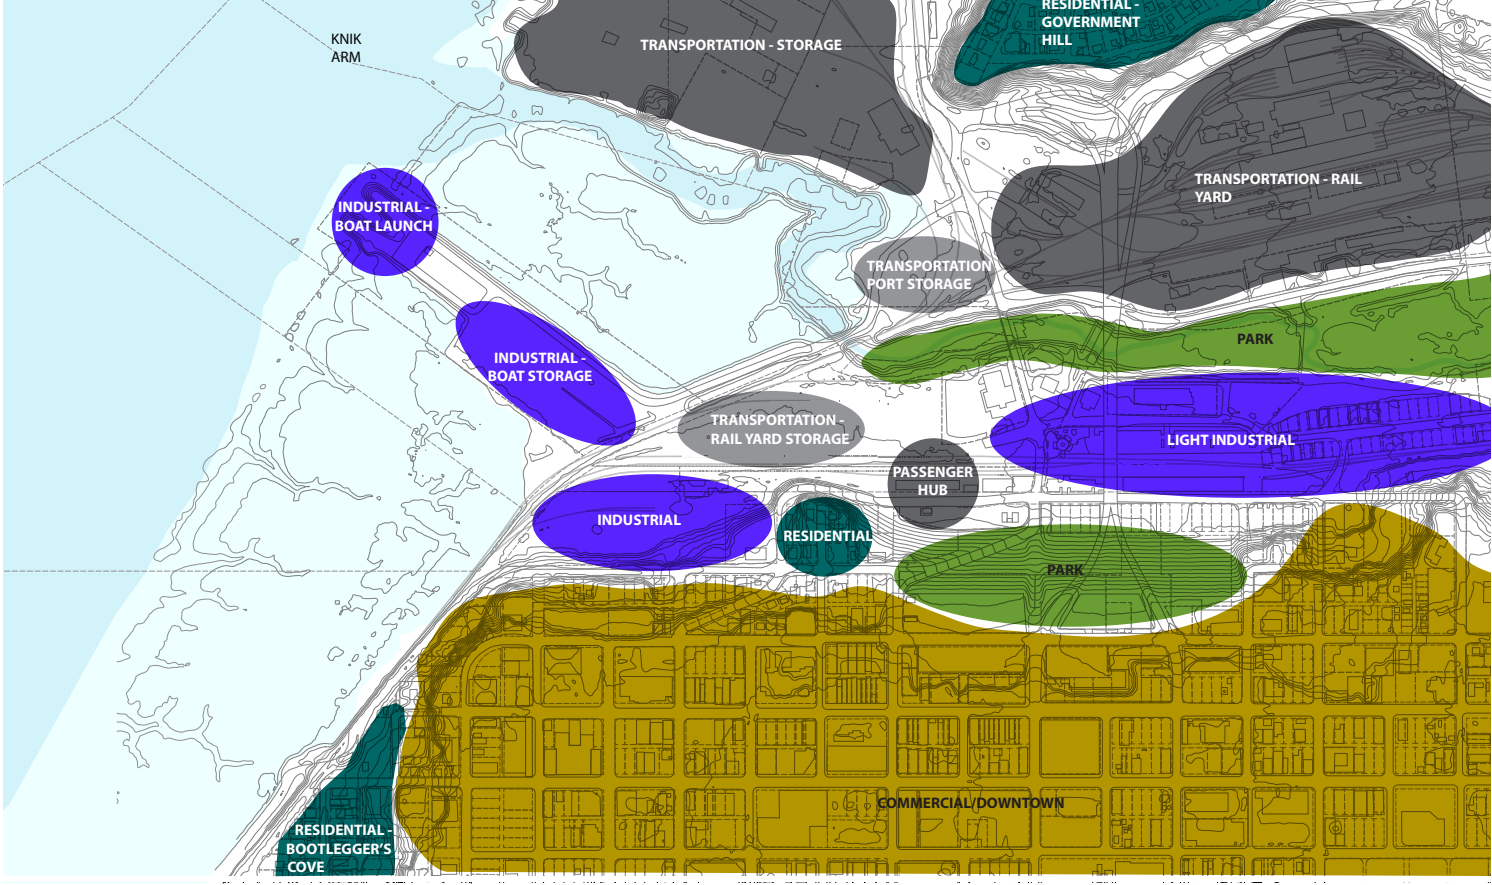 RESIDENTIAL -
GOVERNMENT
HILL
KNIK
ARM
TRANSPORTATION - STORAGE
TRANSPORTATION - RAIL
YARD
INDUSTRIAL -
BOAT LAUNCH
TRANSPORTATION
PORT STORAGE
PARK
INDUSTRIAL -
BOAT STORAGE
TRANSPORTATION -
RAIL YARD STORAGE
LIGHT INDUSTRIAL
PASSENGER
HUB
INDUSTRIAL
RESIDENTIAL
PARK
COMMERCIAL/DOWNTOWN
RESIDENTIAL -
BOOTLEGGER'S
COVE